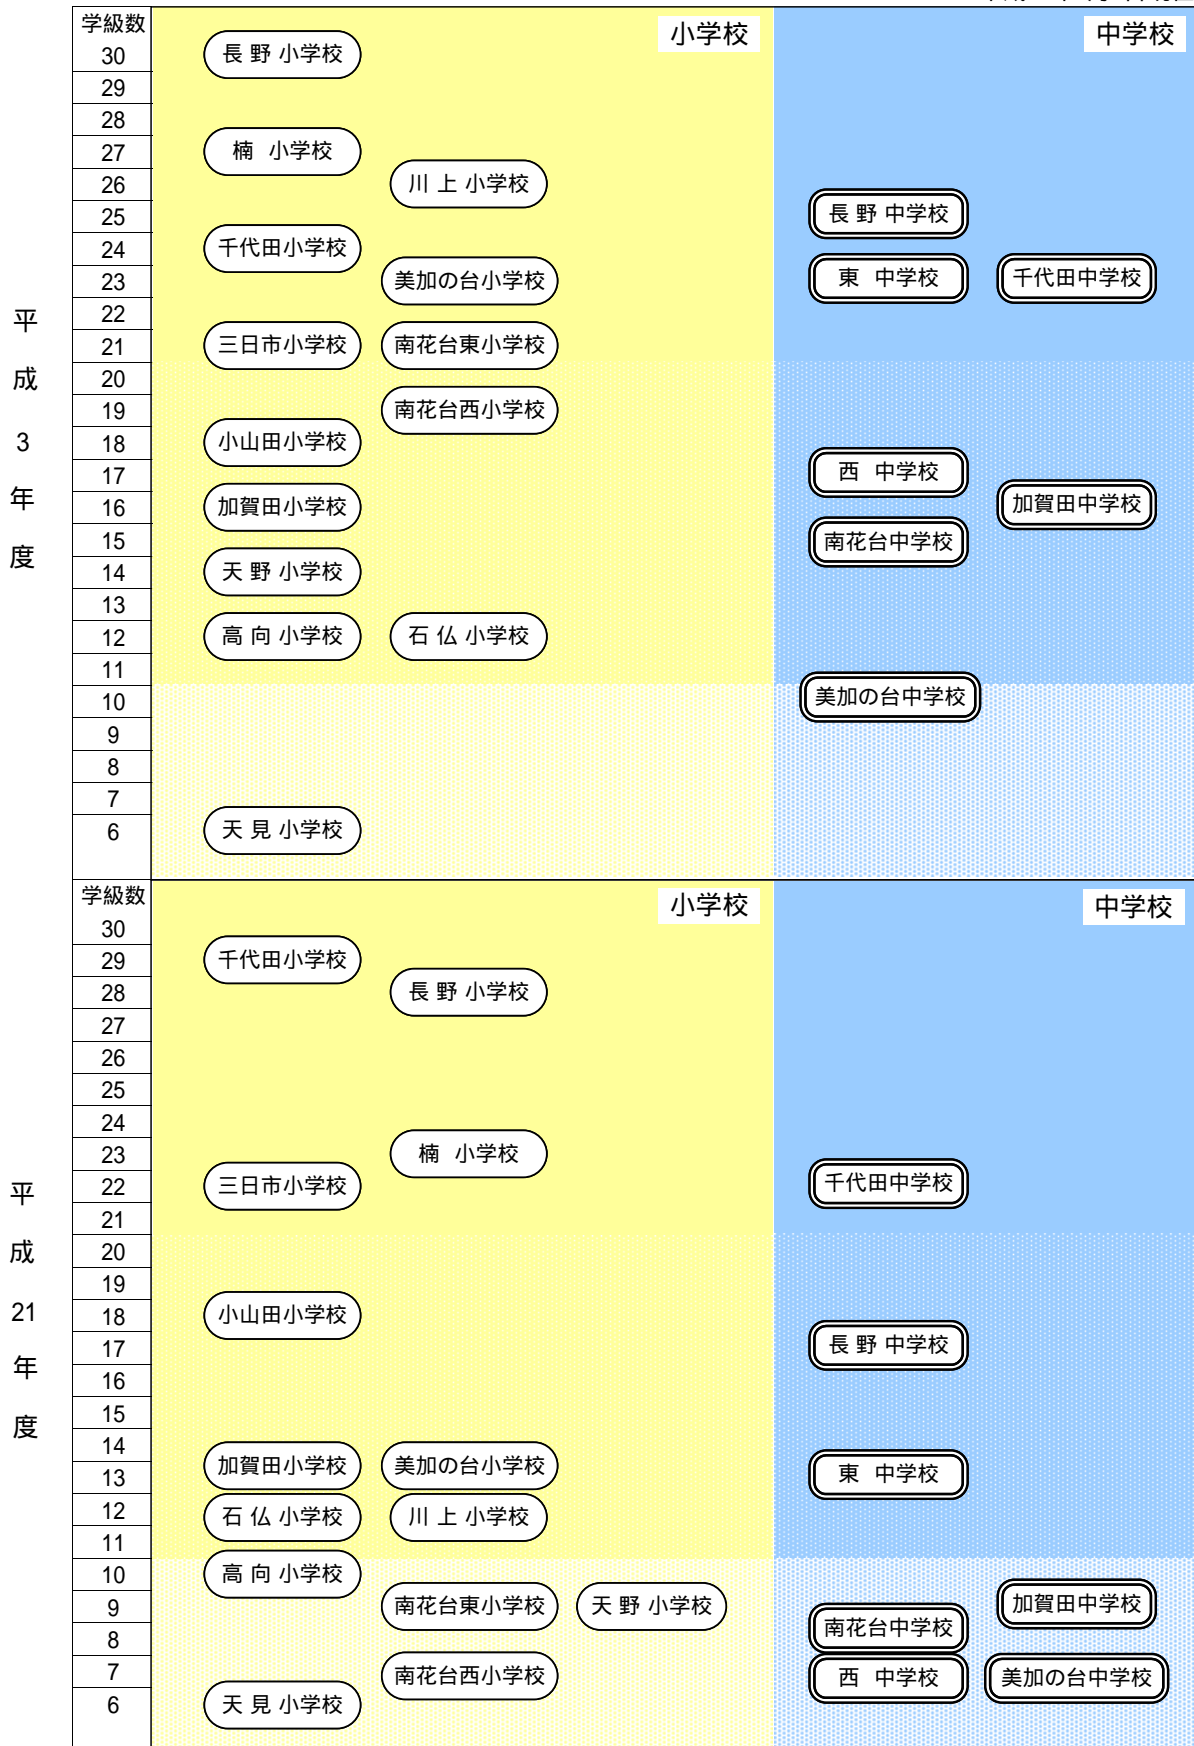 学級数 小学校 中学校
30 長 野 小学校
29
28
27 楠 小学校
26 川 上 小学校
25 長 野 中学校
24 千代田小学校
23 美加の台小学校 東 中学校 千代田中学校
22
21 三日市小学校 南花台東小学校
20
19 南花台西小学校
18 小山田小学校
17 西 中学校
16 加賀田小学校 加賀田中学校
15 南花台中学校
14 天 野 小学校
13
12 高 向 小学校 石 仏 小学校
11
10 美加の台中学校
9
8
7
6 天 見 小学校
平
成
3
年
度
学級数 小学校 中学校
30
29 千代田小学校
28 長 野 小学校
27
26
25
24
23 楠 小学校
22 三日市小学校 千代田中学校
21
20
19
18 小山田小学校
17 長 野 中学校
16
15
14
13 加賀田小学校 美加の台小学校 東 中学校
12 石 仏 小学校 川 上 小学校
11
10 高 向 小学校
9 南花台東小学校 天 野 小学校 加賀田中学校
8 南花台中学校
7 南花台西小学校 西 中学校 美加の台中学校
6 天 見 小学校
平
成
21
年
度